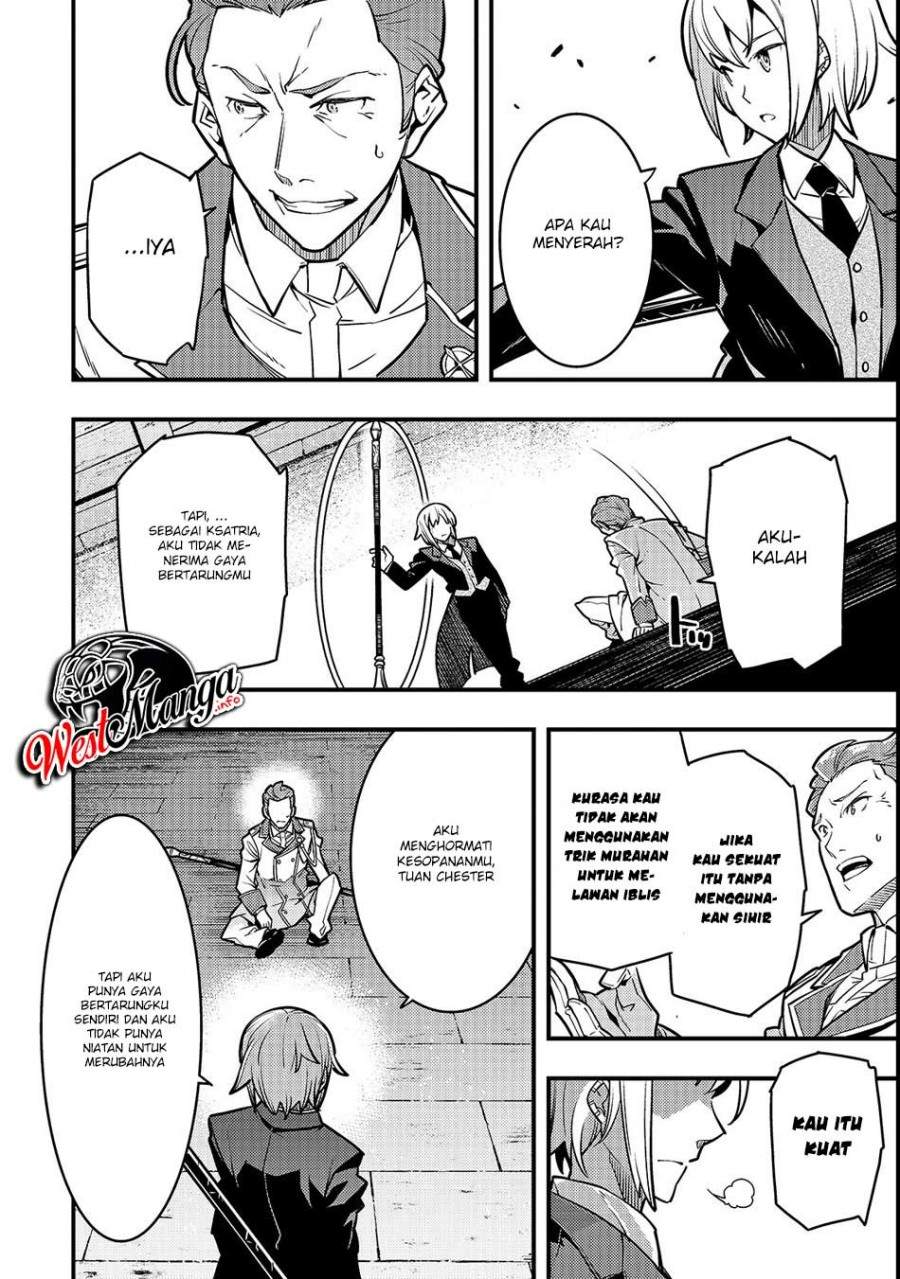 APA KAU
MENYERAH?
...IYA
AKU-
KALAH
TAPI, ...
SEBAGAI KSATRIA,
AKU TIDAK ME-
NERIMA GAYA
BERTARUNGMU
WestManga
.info
JIKA
KAU SEKUAT
ITU TANPA
MENGGUNA-
KAN SIHIR
KURASA KAU
TIDAK AKAN
MENGGUNAKAN
TRIK MURAHAN
UNTUK ME-
LAWAN IBLIS
KAU ITU
KUAT
AKU
MENGHORMATI
KESOPANANMU,
TUAN CHESTER
TAPI AKU
PUNYA GAYA
BERTARUNGKU
SENDIRI DAN AKU
TIDAK PUNYA
NIATAN UNTUK
MERUBAHNYA